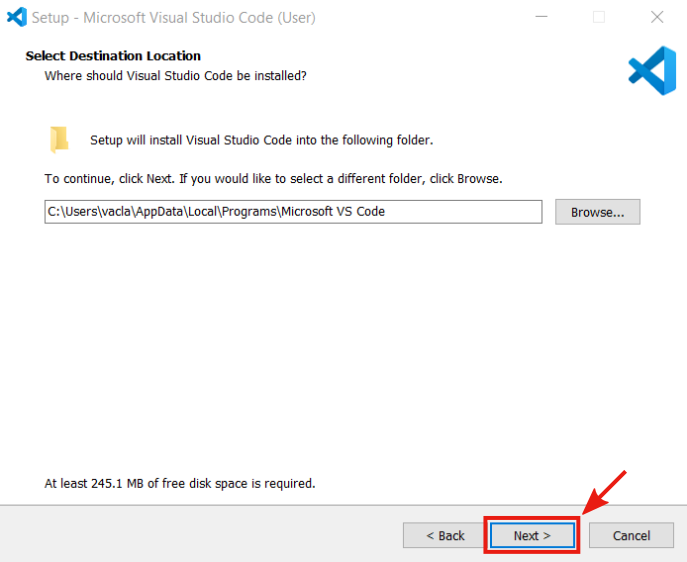 Setup - Microsoft Visual Studio Code (User)
Select Destination Location
Where should Visual Studio Code be installed?
Setup will install Visual Studio Code into the following folder.
To continue, click Next. If you would like to select a different folder, click Browse.
C:\Users\vacla\AppData\Local\Programs\Microsoft VS Code
Browse...
At least 245.1 MB of free disk space is required.
< Back
Next >
Cancel